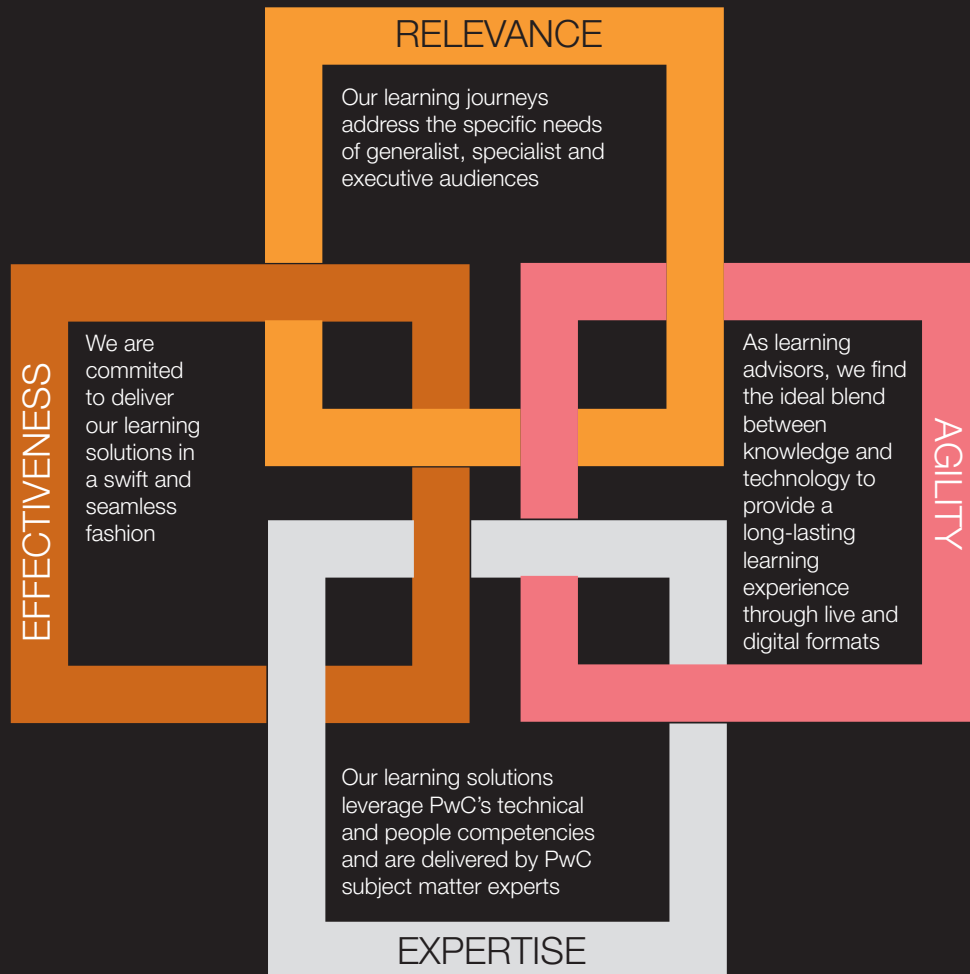 RELEVANCE
Our learning journeys
address the specific needs
of generalist, specialist and
executive audiences
EFFECTIVENESS
We are
commited
to deliver
our learning
solutions in
a swift and
seamless
fashion
As learning
advisors, we find
the ideal blend
between
knowledge and
technology to
provide a
long-lasting
learning
experience
through live and
digital formats
AGILITY
Our learning solutions
leverage PwC’s technical
and people competencies
and are delivered by PwC
subject matter experts
EXPERTISE